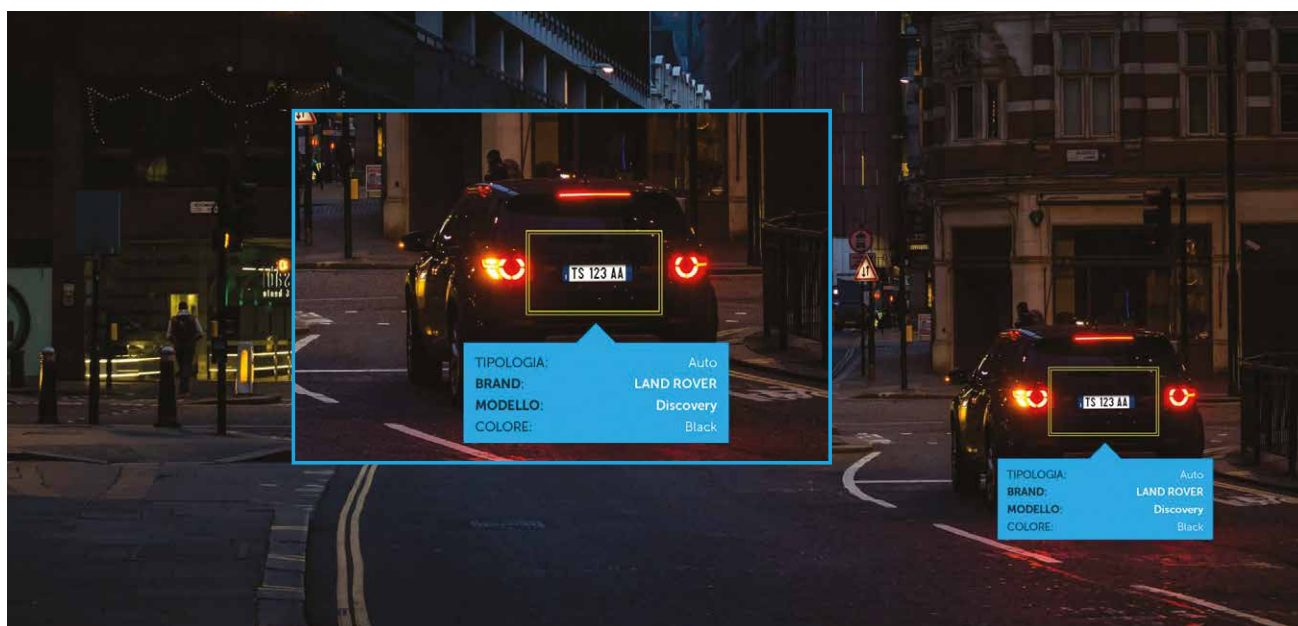 TS 123 AA
TIPOLOGIA: Auto
BRAND: LAND ROVER
MODELLO: Discovery
COLORE: Black
TS 123 AA
TIPOLOGIA: Auto
BRAND: LAND ROVER
MODELLO: Discovery
COLORE: Black